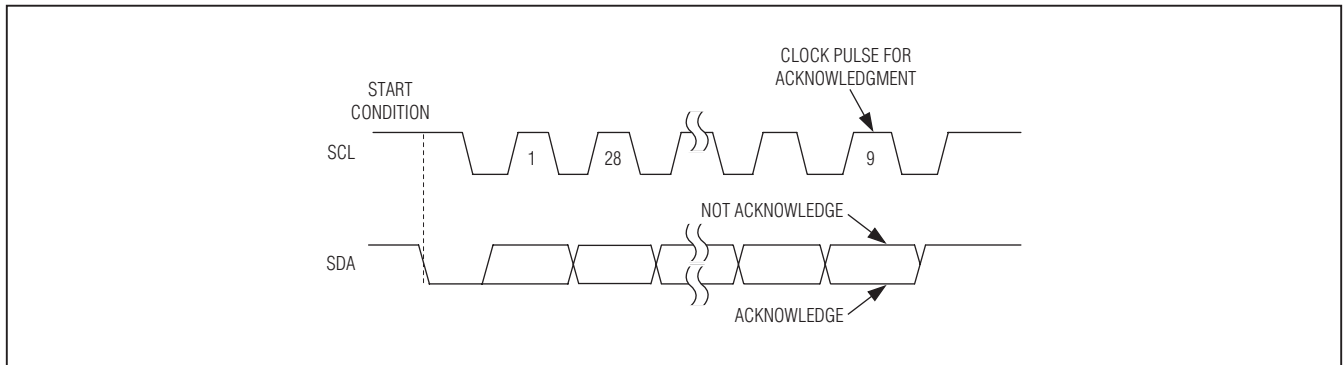 CLOCK PULSE FOR
ACKNOWLEDGMENT
START
CONDITION
SCL
1
28
9
NOT ACKNOWLEDGE
SDA
ACKNOWLEDGE